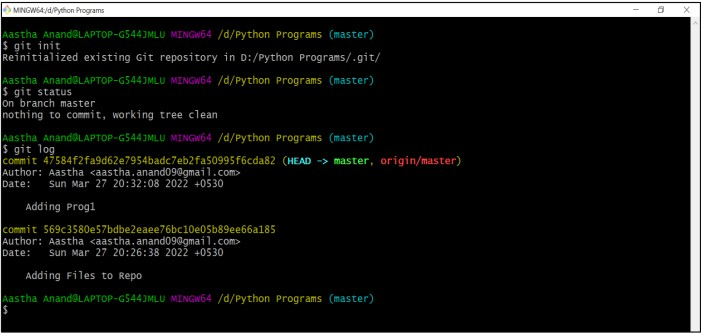 MINGW64:/d/Python Programs
Aastha Anand@LAPTOP-G544JMLU MINGW64 /d/Python Programs (master)
$ git init
Reinitialized existing Git repository in D:/Python Programs/.git/
Aastha Anand@LAPTOP-G544JMLU MINGW64 /d/Python Programs (master)
$ git status
On branch master
nothing to commit, working tree clean
Aastha Anand@LAPTOP-G544JMLU MINGW64 /d/Python Programs (master)
$ git log
commit 47584f2fa9d62e7954badc7eb2fa50995f6cda82 (HEAD -> master, origin/master)
Author: Aastha <aastha.anand09@gmail.com>
Date:   Sun Mar 27 20:32:08 2022 +0530
Adding Prog1
commit 569c3580e57bdbe2eaee76bc10e05b89ee66a185
Author: Aastha <aastha.anand09@gmail.com>
Date:   Sun Mar 27 20:26:38 2022 +0530
Adding Files to Repo
Aastha Anand@LAPTOP-G544JMLU MINGW64 /d/Python Programs (master)
$